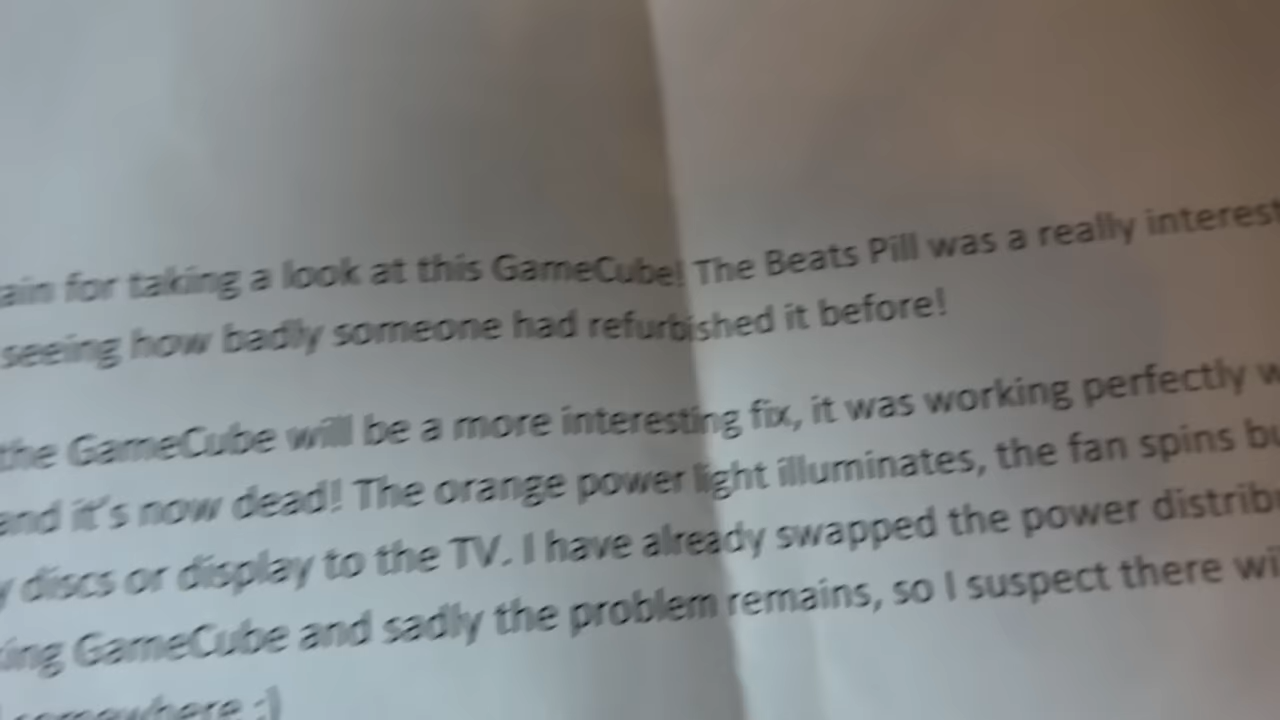 ain for taking a look at this GameCube! The Beats Pill was a really interest
seeing how badly someone had refurbished it before!
the GameCube will be a more interesting fix, it was working perfectly w
and it's now dead! The orange power light illuminates, the fan spins bu
y discs or display to the TV. I have already swapped the power distribu
king GameCube and sadly the problem remains, so I suspect there wi
somewhere :)